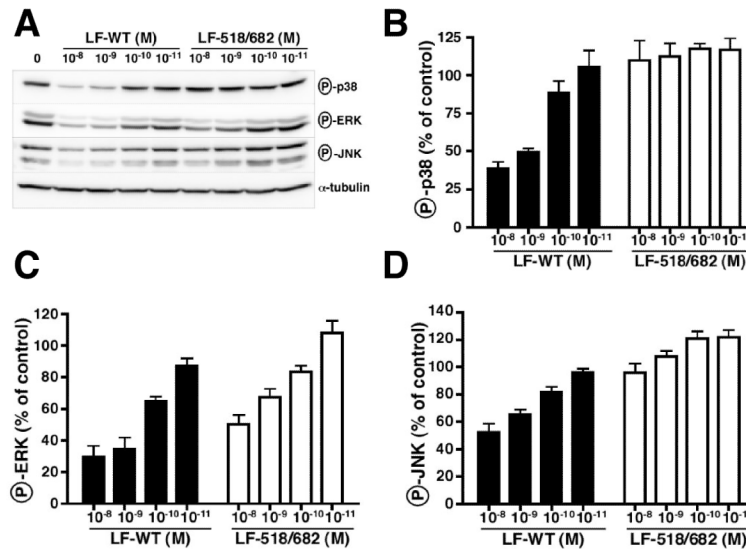 A
LF-WT (M) LF-518/682 (M)
0 10⁻⁸ 10⁻⁹ 10⁻¹⁰ 10⁻¹¹ 10⁻⁸ 10⁻⁹ 10⁻¹⁰ 10⁻¹¹
Ⓟ-p38
Ⓟ-ERK
Ⓟ-JNK
α-tubulin
B
Ⓟ-p38 (% of control)
125
100
75
50
25
0
10⁻⁸ 10⁻⁹ 10⁻¹⁰ 10⁻¹¹ 10⁻⁸ 10⁻⁹ 10⁻¹⁰ 10⁻¹¹
LF-WT (M) LF-518/682 (M)
C
Ⓟ-ERK (% of control)
120
100
80
60
40
20
0
10⁻⁸ 10⁻⁹ 10⁻¹⁰ 10⁻¹¹ 10⁻⁸ 10⁻⁹ 10⁻¹⁰ 10⁻¹¹
LF-WT (M) LF-518/682 (M)
D
Ⓟ-JNK (% of control)
140
120
100
80
60
40
20
0
10⁻⁸ 10⁻⁹ 10⁻¹⁰ 10⁻¹¹ 10⁻⁸ 10⁻⁹ 10⁻¹⁰
LF-WT (M) LF-518/682 (M)